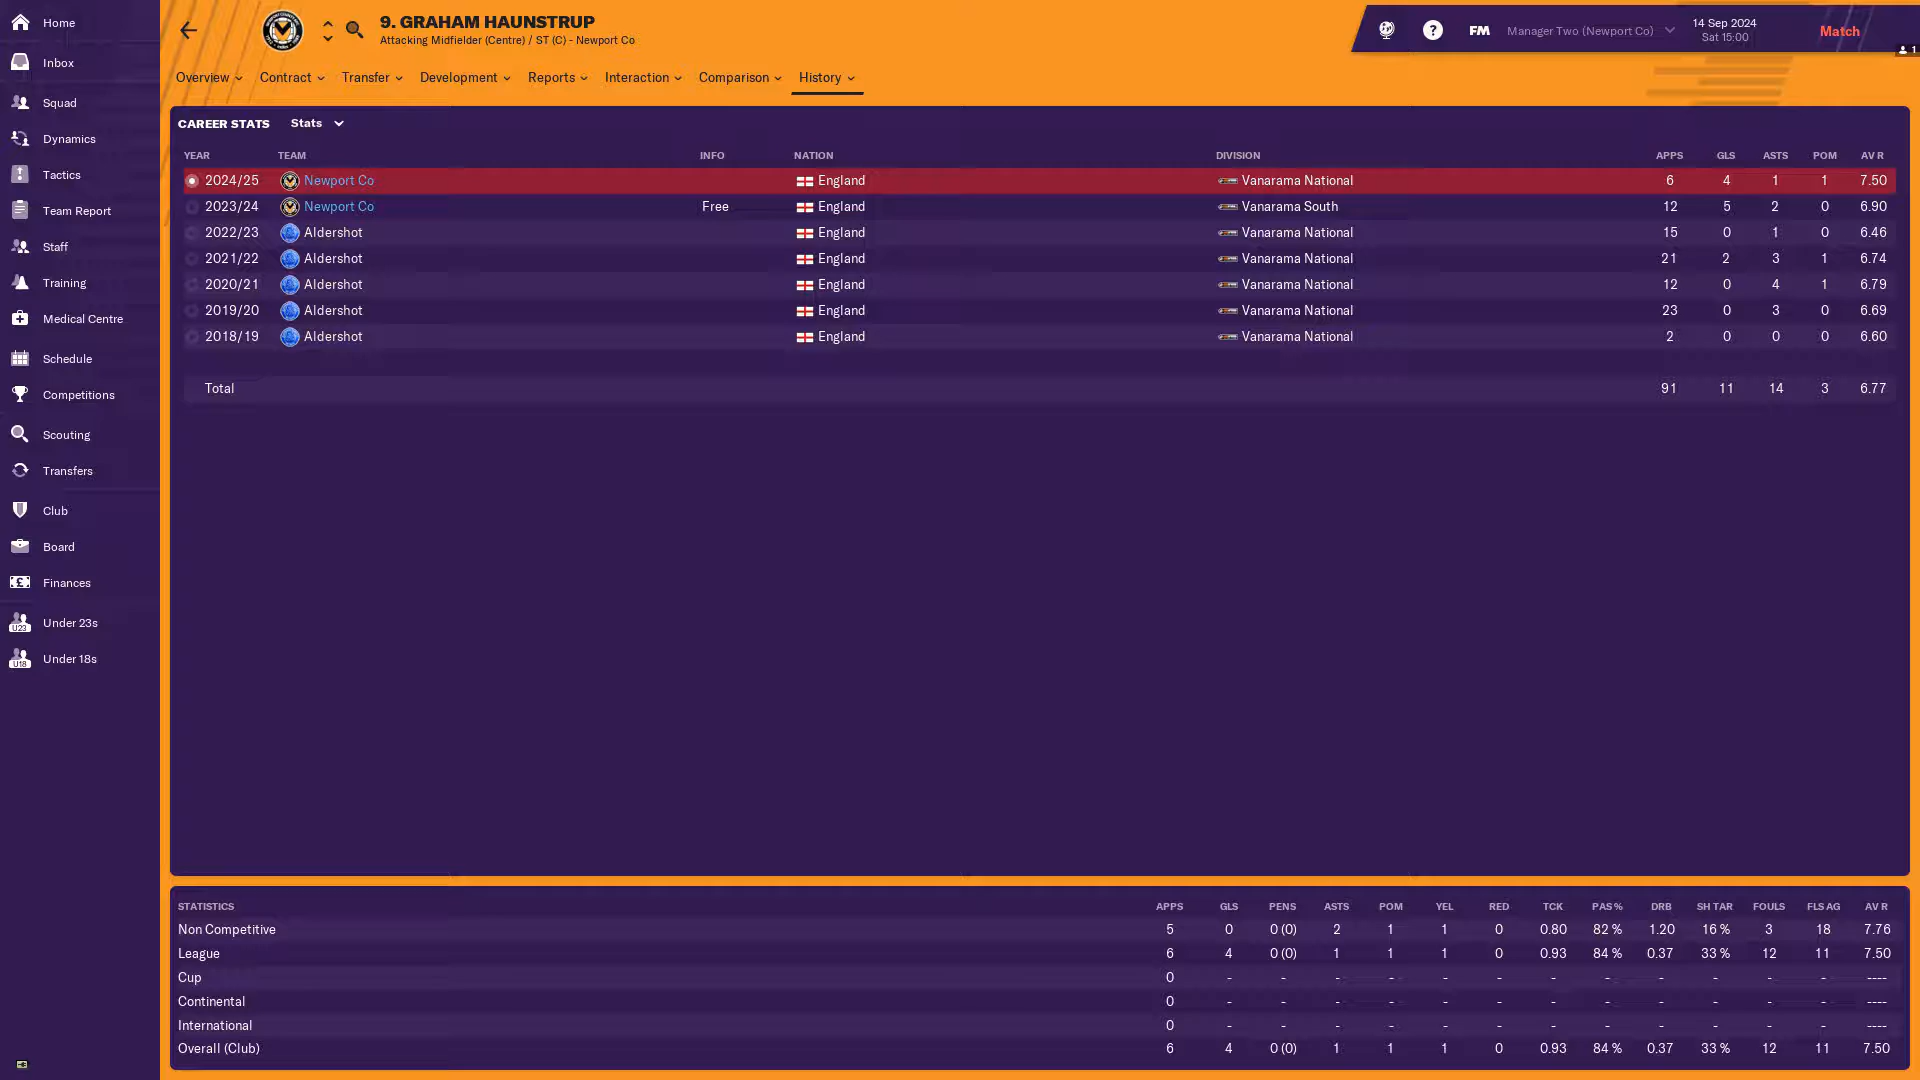 Home
Inbox
Squad
Dynamics
Tactics
Team Report
Staff
Training
Medical Centre
Schedule
Competitions
Scouting
Transfers
Club
Board
Finances
U23 Under 23s
U18 Under 18s
9. GRAHAM HAUNSTRUP
Attacking Midfielder (Centre) / ST (C) - Newport Co
? FM Manager Two (Newport Co) 14 Sep 2024 Match
Sat 15:00
1
Overview Contract Transfer Development Reports Interaction Comparison History
CAREER STATS Stats
YEAR TEAM INFO NATION DIVISION APPS GLS ASTS POM AV R
2024/25 Newport Co England Vanarama National 6 4 1 1 7.50
2023/24 Newport Co Free England Vanarama South 12 5 2 0 6.90
2022/23 Aldershot England Vanarama National 15 0 1 0 6.46
2021/22 Aldershot England Vanarama National 21 2 3 1 6.74
2020/21 Aldershot England Vanarama National 12 0 4 1 6.79
2019/20 Aldershot England Vanarama National 23 0 3 0 6.69
2018/19 Aldershot England Vanarama National 2 0 0 0 6.60
Total 91 11 14 3 6.77
STATISTICS APPS GLS PENS ASTS POM YEL RED TCK PAS % DRB SH TAR FOULS FLS AG AV R
Non Competitive 5 0 0 (0) 2 1 1 0 0.80 82 % 1.20 16 % 3 18 7.76
League 6 4 0 (0) 1 1 1 0 0.93 84 % 0.37 33 % 12 11 7.50
Cup 0 - - - - - - - - - - - - ----
Continental 0 - - - - - - - - - - - - ----
International 0 - - - - - - - - - - - - ----
Overall (Club) 6 4 0 (0) 1 1 1 0 0.93 84 % 0.37 33 % 12 11 7.50